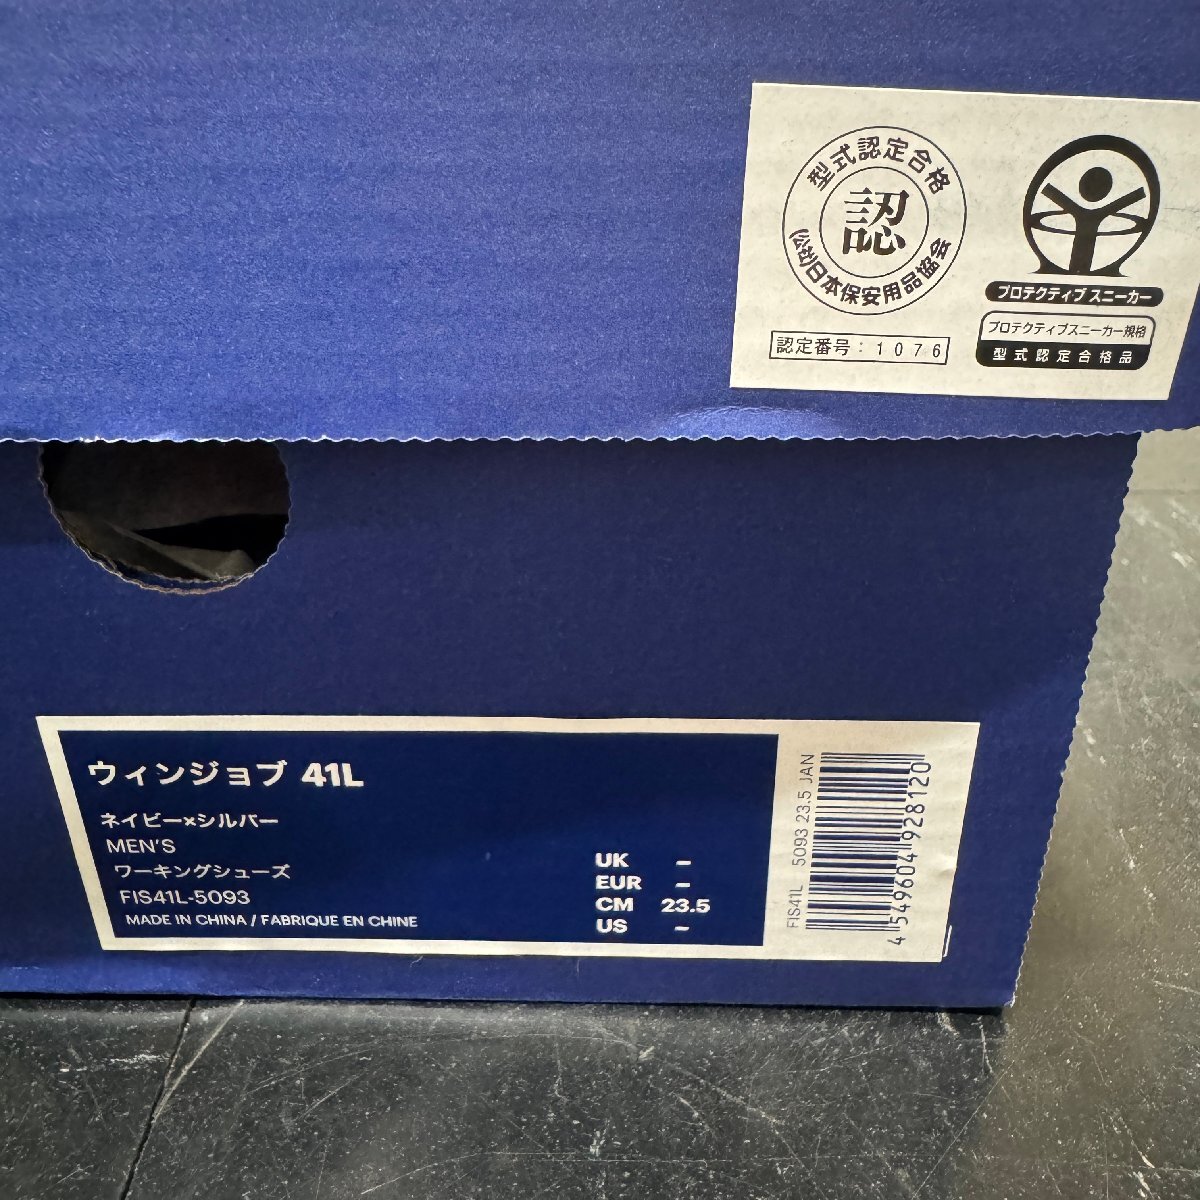 型式認定合格
認
(公社)日本保安用品協会
認定番号：1076
プロテクティブスニーカー
プロテクティブスニーカー規格
型式認定合格品
ウィンジョブ 41L
ネイビー×シルバー
MEN'S
ワーキングシューズ
FIS41L-5093
MADE IN CHINA / FABRIQUE EN CHINE
UK –
EUR –
CM 23.5
US –
FIS41L 5093 23.5 JAN
4 549604 928120